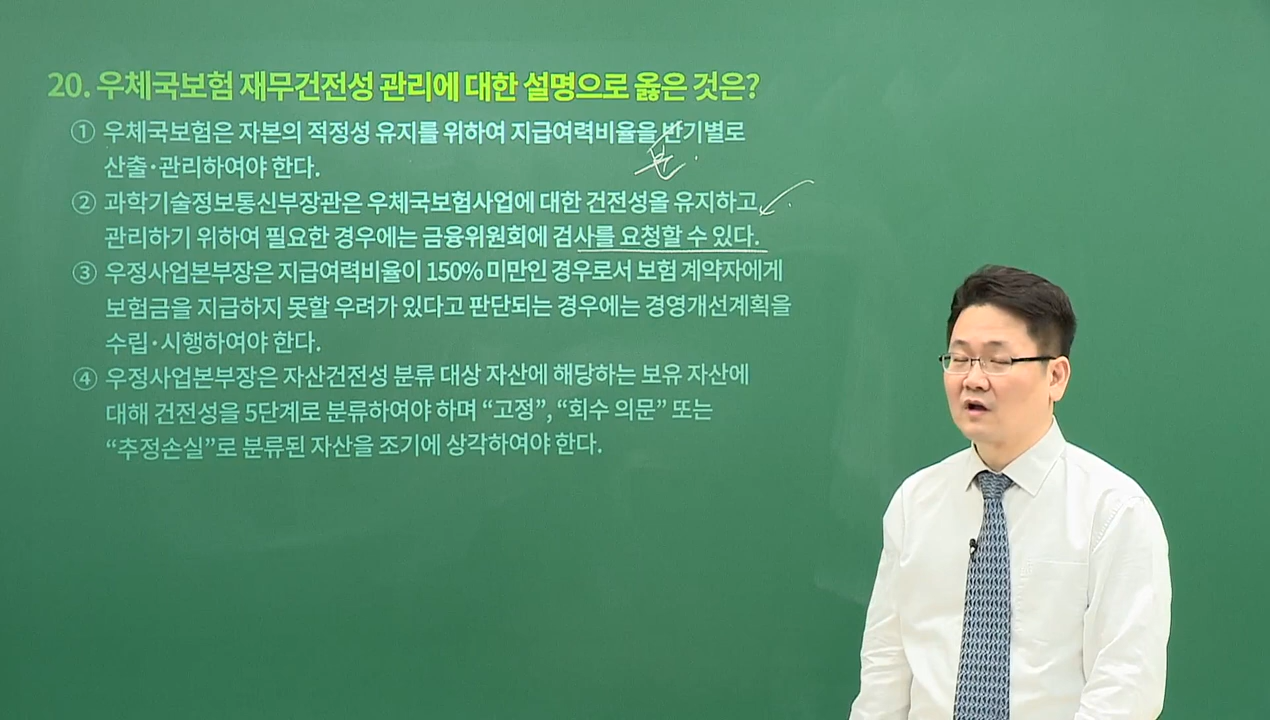 20. 우체국보험 재무건전성 관리에 대한 설명으로 옳은 것은?
① 우체국보험은 자본의 적정성 유지를 위하여 지급여력비율을 반기별로
산출·관리하여야 한다.
분.
② 과학기술정보통신부장관은 우체국보험사업에 대한 건전성을 유지하고,
관리하기 위하여 필요한 경우에는 금융위원회에 검사를 요청할 수 있다.
③ 우정사업본부장은 지급여력비율이 150% 미만인 경우로서 보험 계약자에게
보험금을 지급하지 못할 우려가 있다고 판단되는 경우에는 경영개선계획을
수립·시행하여야 한다.
④ 우정사업본부장은 자산건전성 분류 대상 자산에 해당하는 보유 자산에
대해 건전성을 5단계로 분류하여야 하며 “고정”, “회수 의문” 또는
“추정손실”로 분류된 자산을 조기에 상각하여야 한다.